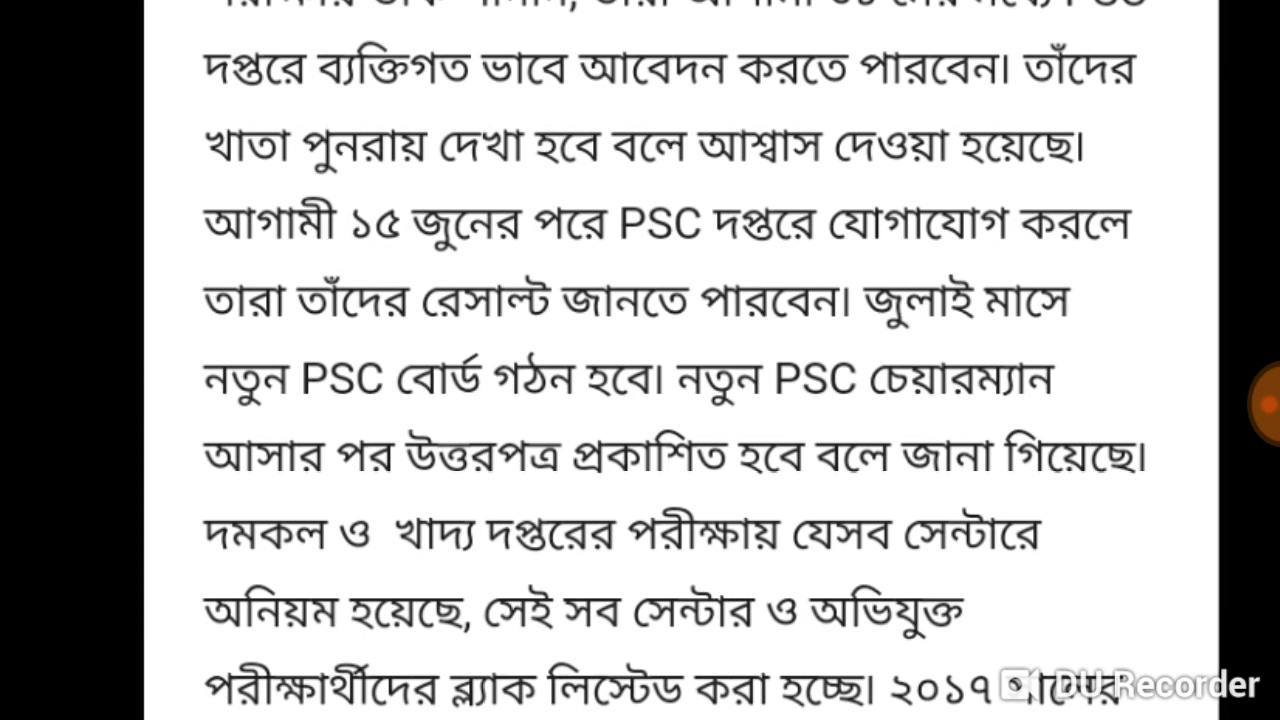 দপ্তরে ব্যক্তিগত ভাবে আবেদন করতে পারবেন। তাঁদের
খাতা পুনরায় দেখা হবে বলে আশ্বাস দেওয়া হয়েছে।
আগামী ১৫ জুনের পরে PSC দপ্তরে যোগাযোগ করলে
তারা তাঁদের রেসাল্ট জানতে পারবেন। জুলাই মাসে
নতুন PSC বোর্ড গঠন হবে। নতুন PSC চেয়ারম্যান
আসার পর উত্তরপত্র প্রকাশিত হবে বলে জানা গিয়েছে।
দমকল ও খাদ্য দপ্তরের পরীক্ষায় যেসব সেন্টারে
অনিয়ম হয়েছে, সেই সব সেন্টার ও অভিযুক্ত
পরীক্ষার্থীদের ব্ল্যাক লিস্টেড করা হচ্ছে। ২০১৭
DU Recorder